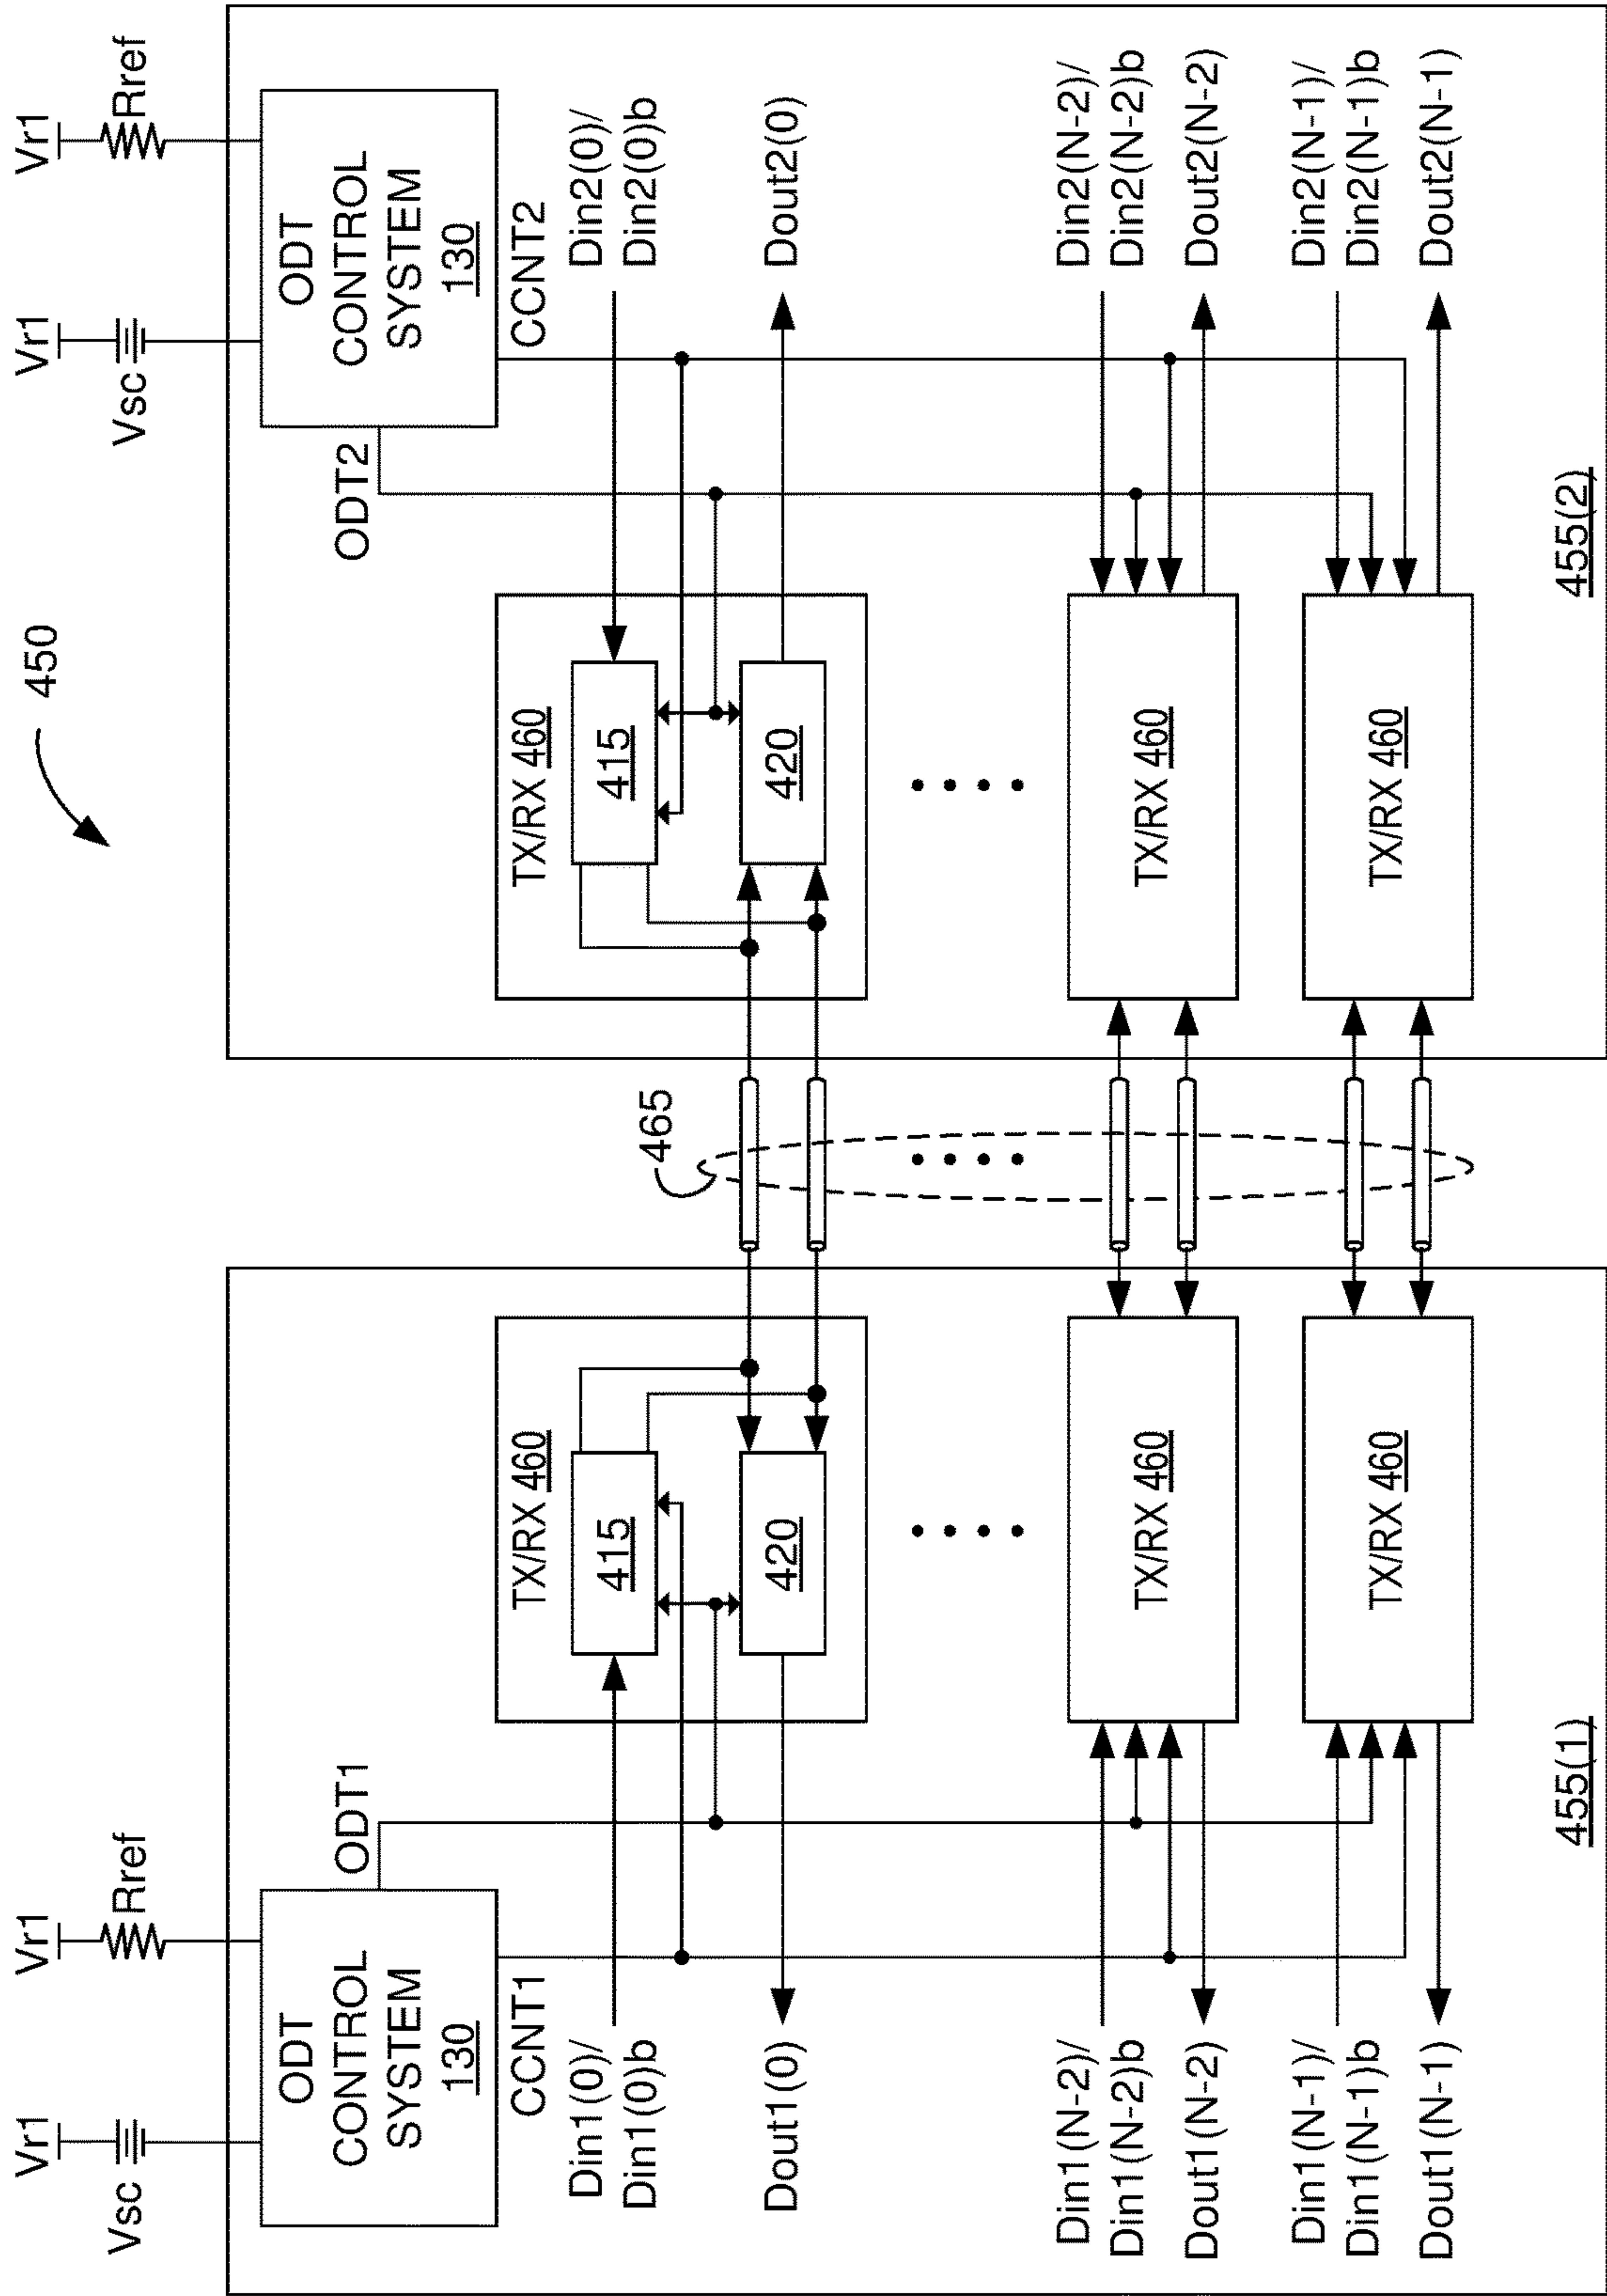 450
Vr1
Vr1
Vsc
Rref
ODT
CONTROL
SYSTEM
130
ODT1
CCNT1
Din1(0)/
Din1(0)b
Dout1(0)
Din1(N-2)/
Din1(N-2)b
Dout1(N-2)
Din1(N-1)/
Din1(N-1)b
Dout1(N-1)
TX/RX 460
415
420
TX/RX 460
TX/RX 460
455(1)
465
Vr1
Vr1
Vsc
Rref
ODT
CONTROL
SYSTEM
130
ODT2
CCNT2
TX/RX 460
415
420
TX/RX 460
TX/RX 460
Din2(0)/
Din2(0)b
Dout2(0)
Din2(N-2)/
Din2(N-2)b
Dout2(N-2)
Din2(N-1)/
Din2(N-1)b
Dout2(N-1)
455(2)